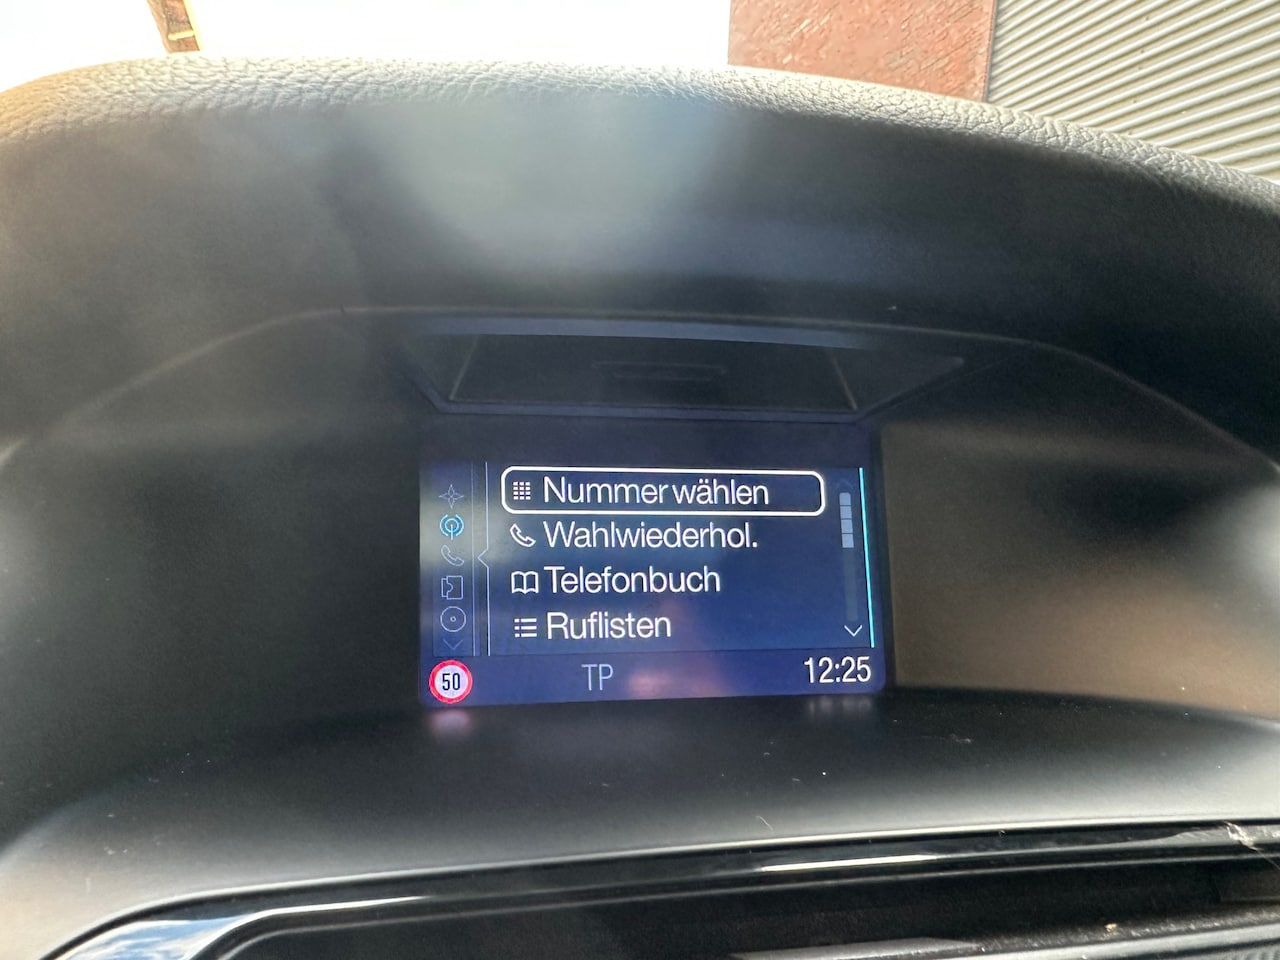 Nummer wählen
Wahlwiederhol.
Telefonbuch
Ruflisten
50
TP
12:25